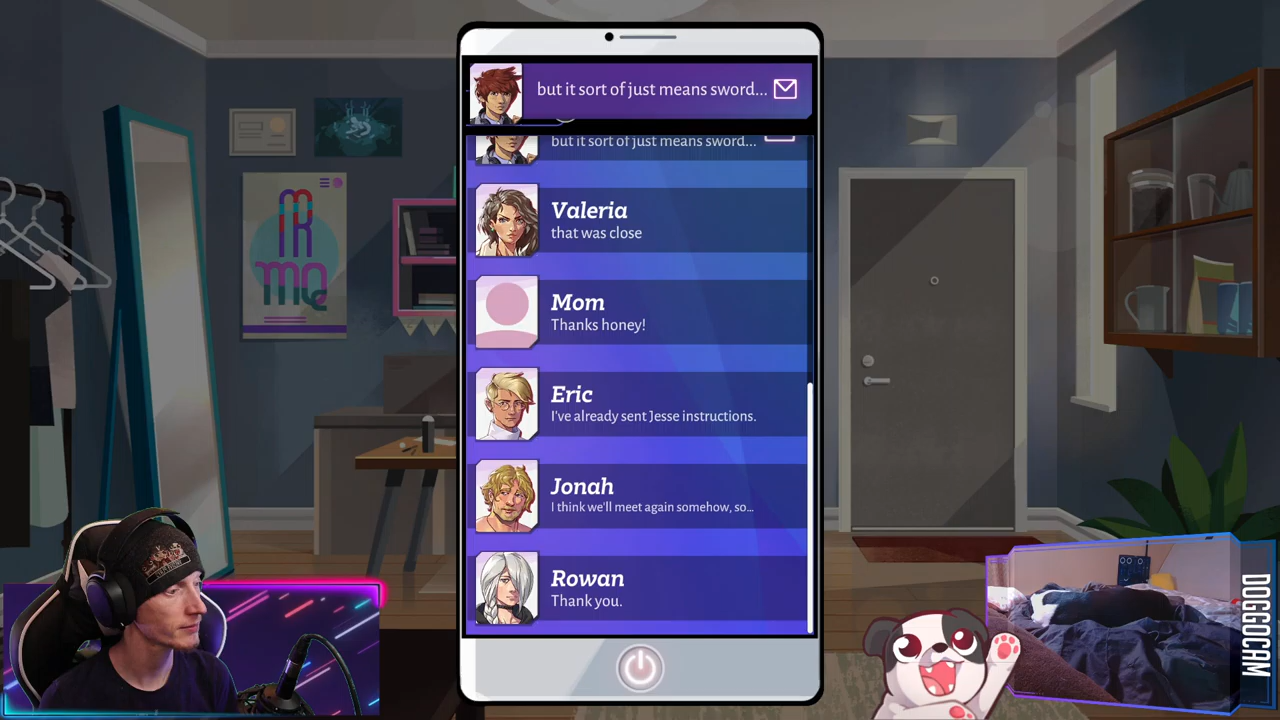 but it sort of just means sword...
but it sort of just means sword...
Valeria
that was close
Mom
Thanks honey!
Eric
I've already sent Jesse instructions.
Jonah
I think we'll meet again somehow, so...
Rowan
Thank you.
DOGGOCAM